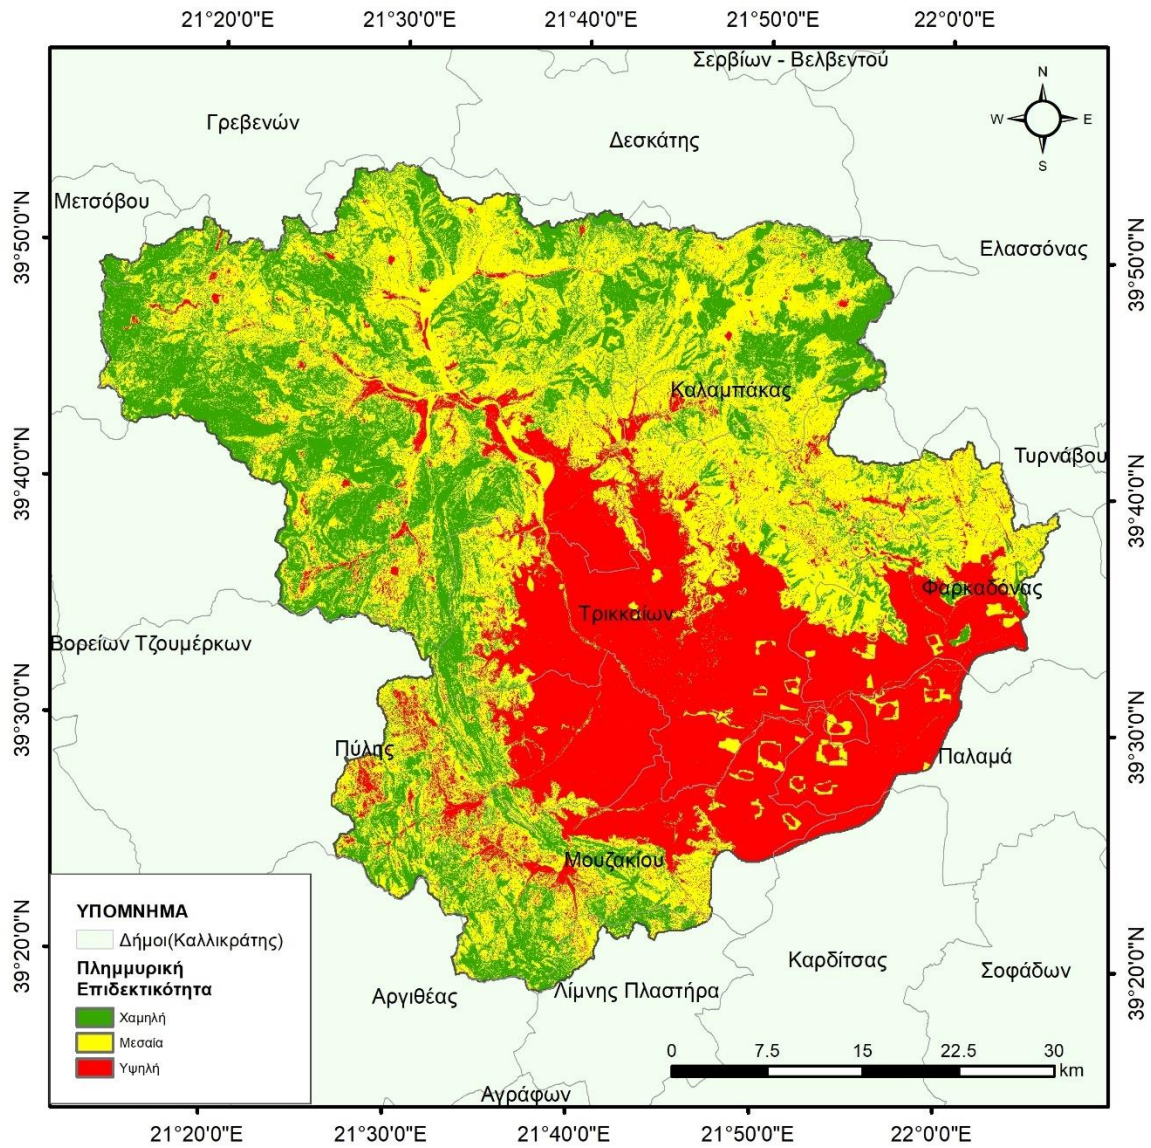 21°20'0"E 21°30'0"E 21°40'0"E 21°50'0"E 22°0'0"E
Σερβίων - Βελβεντού
N
W E
S
Γρεβενών
Δεσκάτης
Μετσόβου
39°50'0"N
Ελασσόνας
39°50'0"N
Καλαμπάκας
Τυρνάβου
39°40'0"N
39°40'0"N
Φαρκαδόνας
Τρικκαίων
Βορείων Τζουμέρκων
39°30'0"N
39°30'0"N
Πύλης
Παλαμά
Μουζακίου
39°20'0"N
39°20'0"N
ΥΠΟΜΝΗΜΑ
Δήμοι(Καλλικράτης)
Πλημμυρική
Επιδεκτικότητα
Χαμηλή
Μεσαία
Υψηλή
Καρδίτσας
Σοφάδων
Αργιθέας
Λίμνης Πλαστήρα
0 7.5 15 22.5 30
km
Αγράφων
21°20'0"E 21°30'0"E 21°40'0"E 21°50'0"E 22°0'0"E